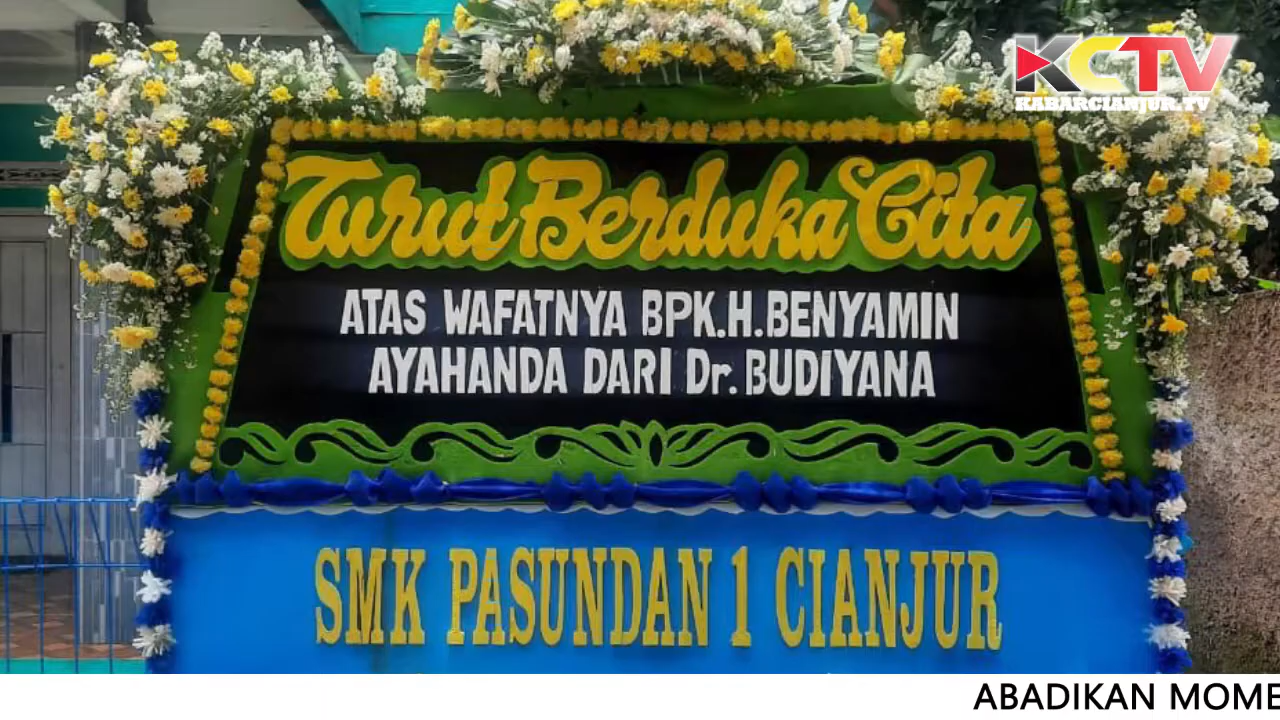 KCTV
KABARCIANJUR.TV
Turut Berduka Cita
ATAS WAFATNYA BPK.H.BENYAMIN
AYAHANDA DARI Dr.BUDIYANA
SMK PASUNDAN 1 CIANJUR
ABADIKAN MOME